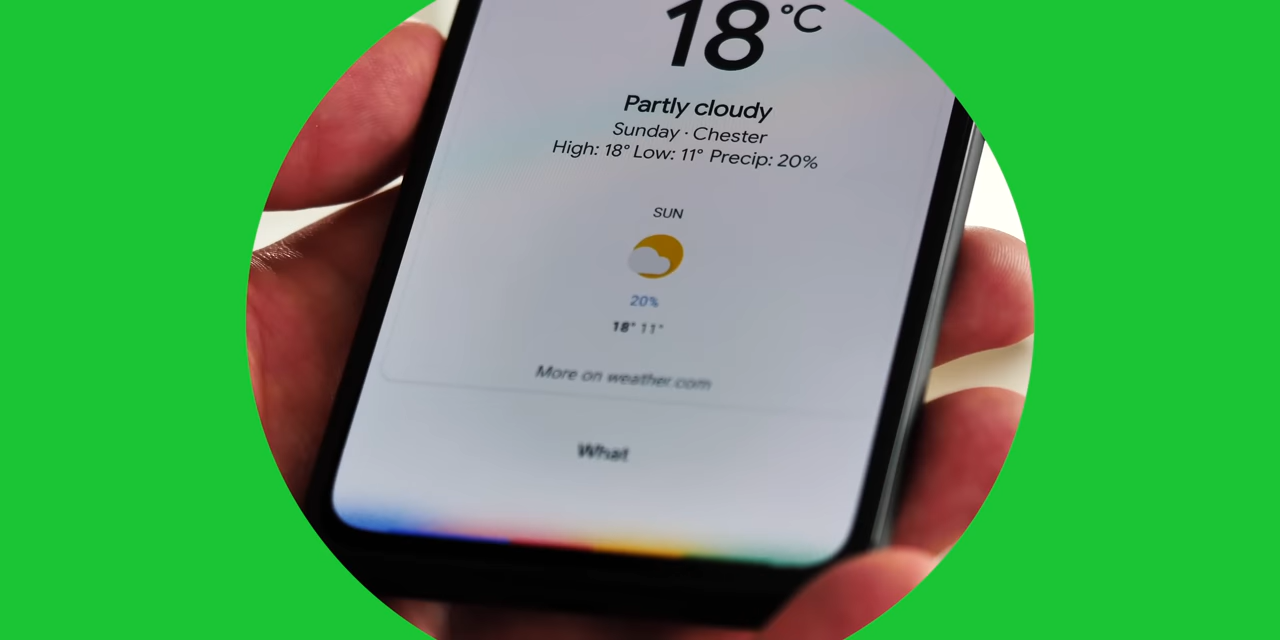 18°C
Partly cloudy
Sunday · Chester
High: 18° Low: 11° Precip: 20%
SUN
20%
18° 11°
More on weather.com
What